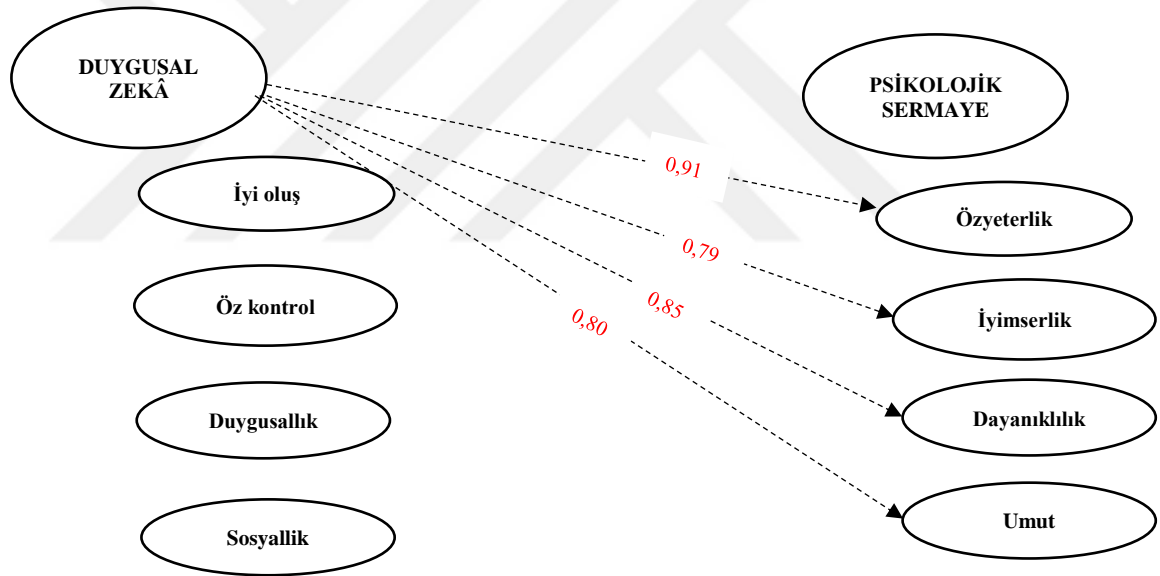 DUYGUSAL
ZEKÂ
PSİKOLOJİK
SERMAYE
İyi oluş
Öz kontrol
Duygusallık
Sosyallik
0,91
0,79
0,85
0,80
Özyeterlik
İyimserlik
Dayanıklılık
Umut